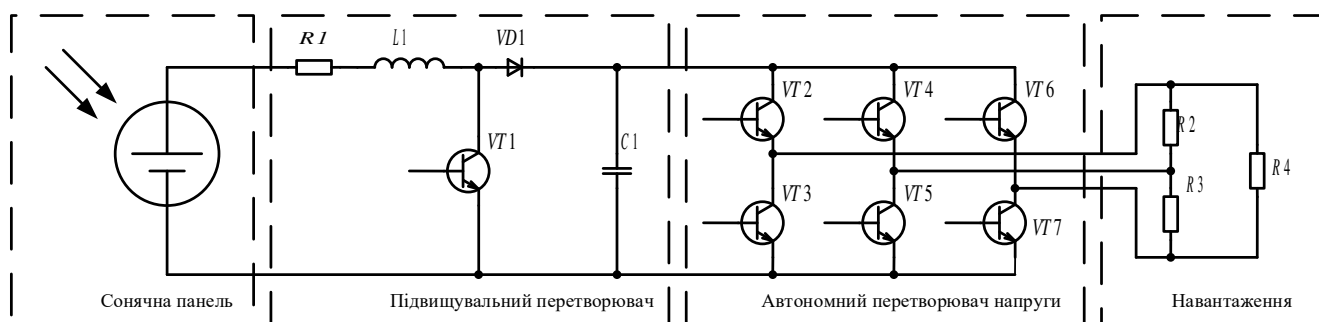 R1
L1
VD1
VT1
C1
VT2
VT4
VT6
VT3
VT5
VT7
R2
R3
R4
Сонячна панель
Підвищувальний перетворювач
Автономний перетворювач напруги
Навантаження